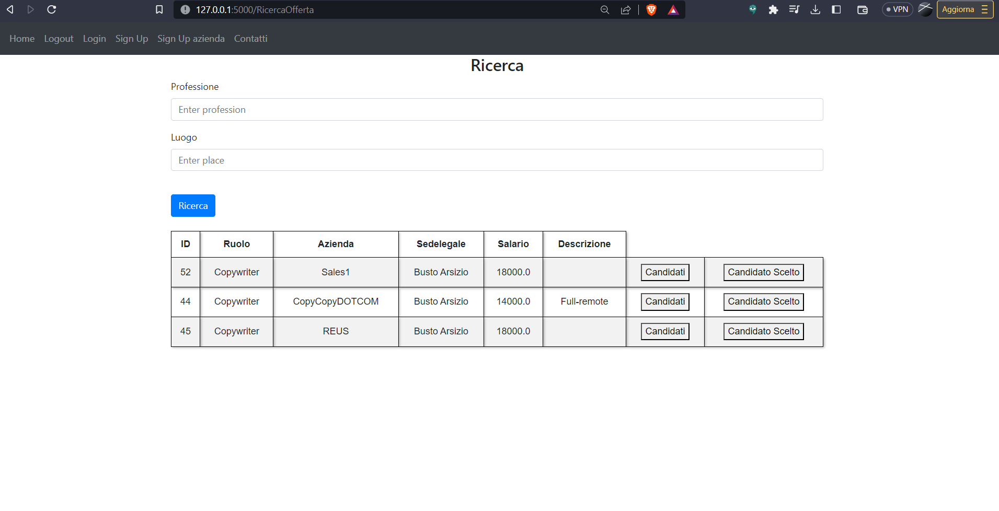 127.0.0.1:5000/RicercaOfferta VPN Aggiorna
Home Logout Login Sign Up Sign Up azienda Contatti
Ricerca
Professione
Enter profession
Luogo
Enter place
Ricerca
ID Ruolo Azienda Sedelegale Salario Descrizione
52 Copywriter Sales1 Busto Arsizio 18000.0 Candidati Candidato Scelto
44 Copywriter CopyCopyDOTCOM Busto Arsizio 14000.0 Full-remote Candidati Candidato Scelto
45 Copywriter REUS Busto Arsizio 18000.0 Candidati Candidato Scelto